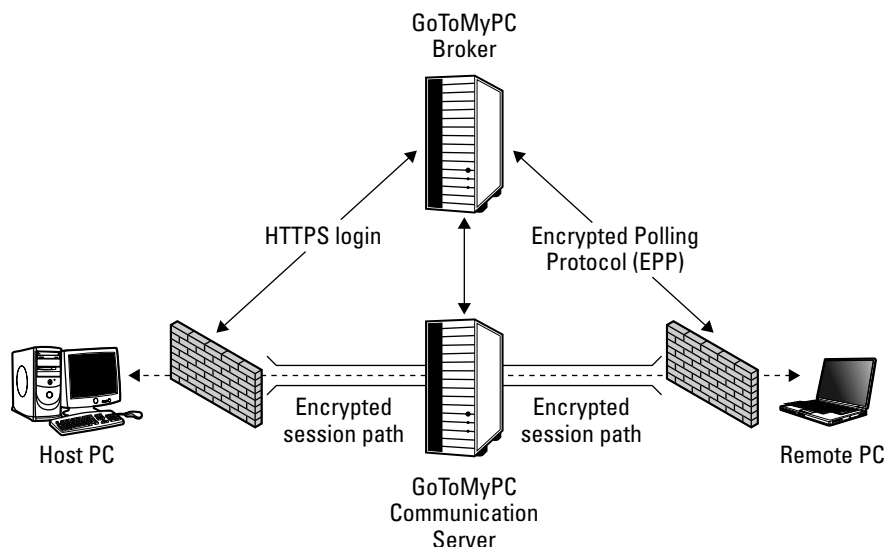 GoToMyPC
Broker
HTTPS login
Encrypted Polling
Protocol (EPP)
Encrypted
session path
Encrypted
session path
Host PC
Remote PC
GoToMyPC
Communication
Server